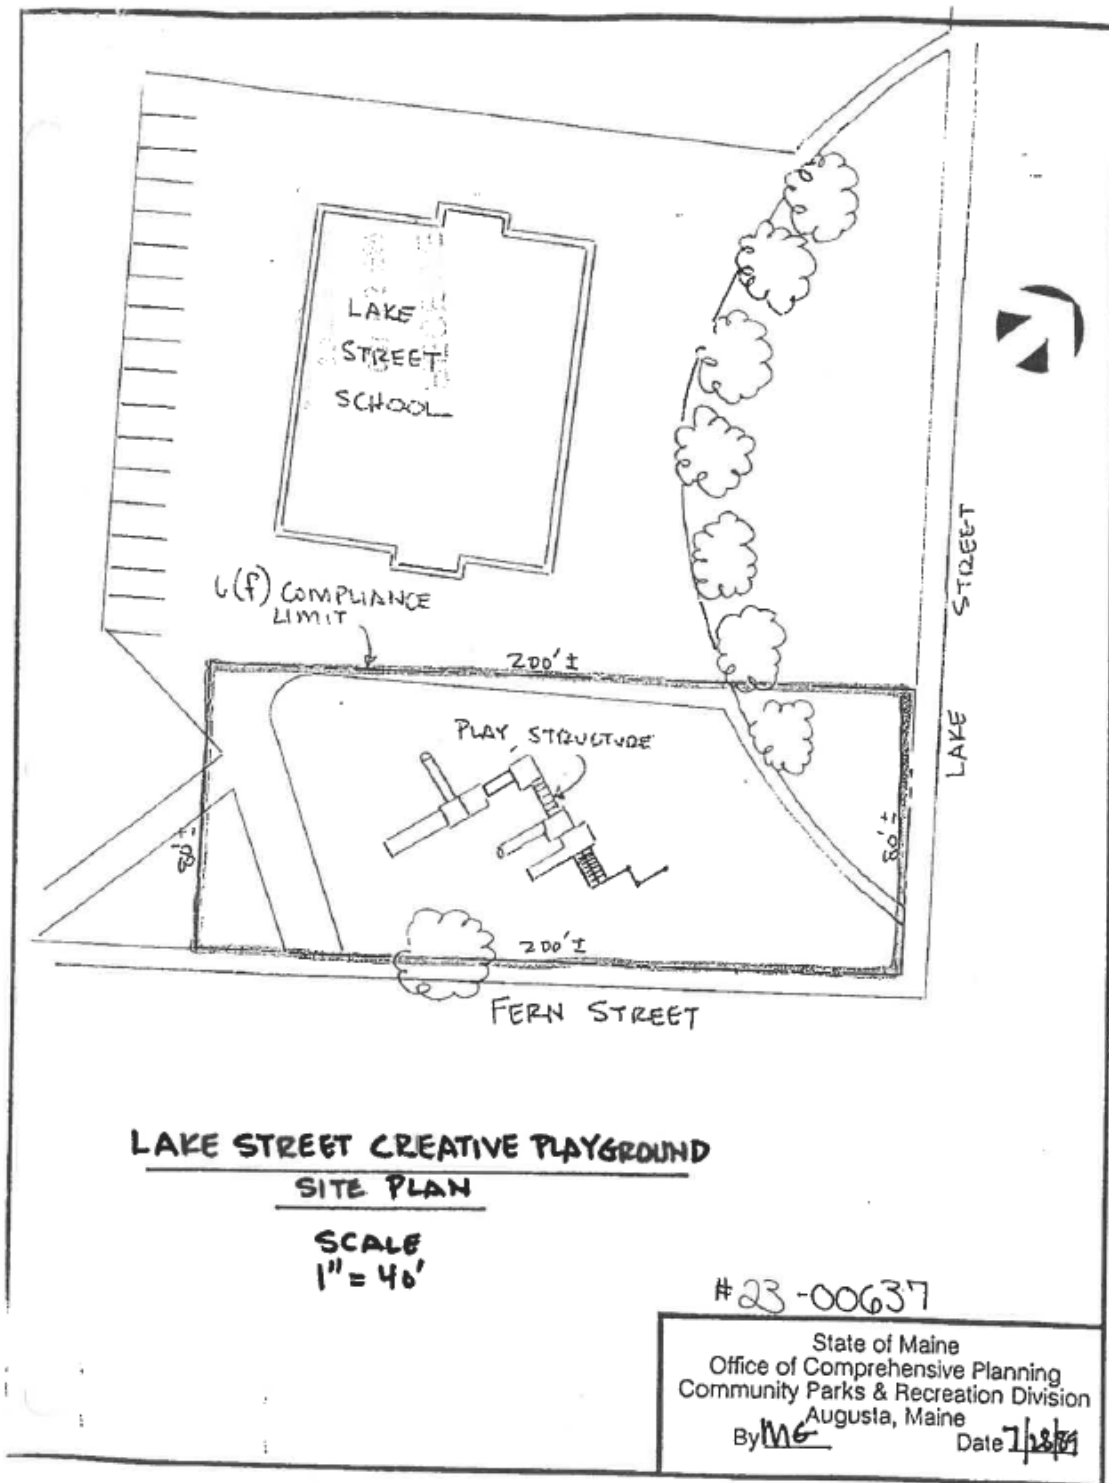 LAKE
STREET
SCHOOL
6(f) COMPLIANCE
LIMIT
200' ±
PLAY STRUCTURE
80' ±
80' ±
200' ±
FERN STREET
LAKE STREET
LAKE STREET CREATIVE PLAYGROUND
SITE PLAN
SCALE
1" = 40'
#23-00637
State of Maine
Office of Comprehensive Planning
Community Parks & Recreation Division
Augusta, Maine
By MG Date 7/28/89